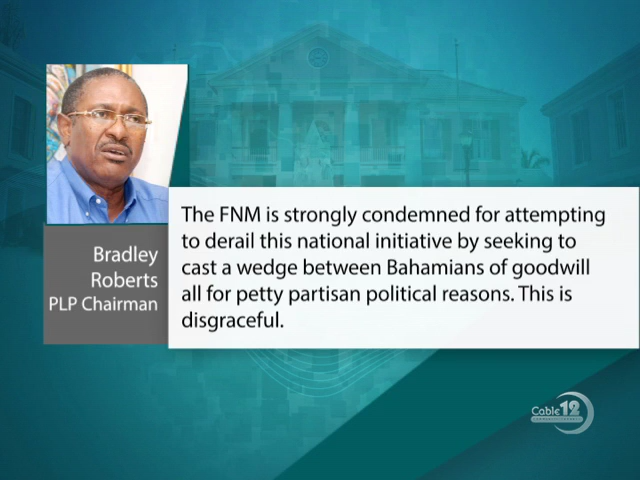 Bradley
Roberts
PLP Chairman
The FNM is strongly condemned for attempting
to derail this national initiative by seeking to
cast a wedge between Bahamians of goodwill
all for petty partisan political reasons. This is
disgraceful.
Cable 12